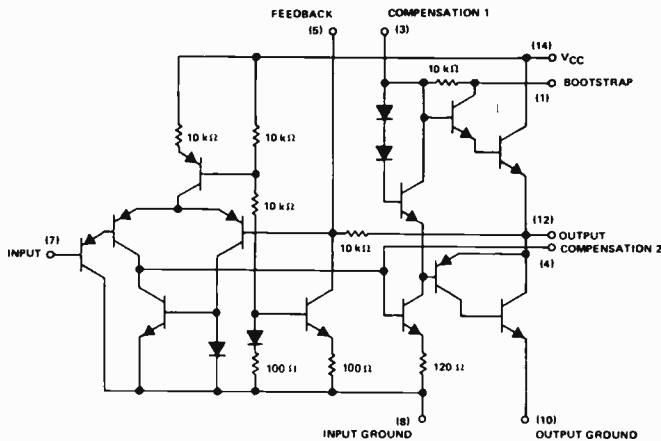 FEEDBACK
(5)
COMPENSATION 1
(3)
(14)
VCC
10 kΩ
BOOTSTRAP
(1)
10 kΩ
10 kΩ
10 kΩ
(7)
INPUT
(12)
OUTPUT
10 kΩ
COMPENSATION 2
(4)
100 Ω
100 Ω
120 Ω
(8)
INPUT GROUND
(10)
OUTPUT GROUND